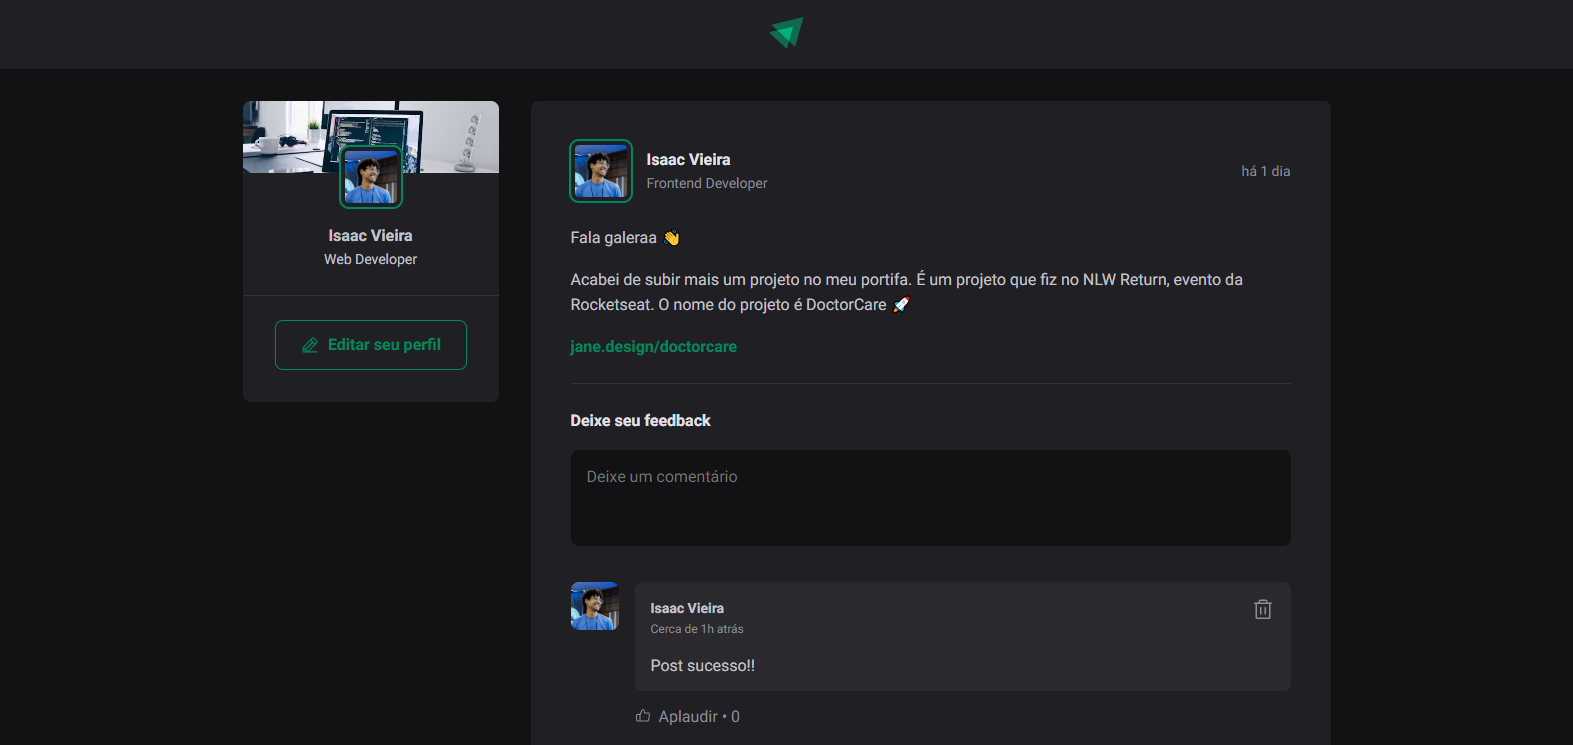 Isaac Vieira
Web Developer
Editar seu perfil
Isaac Vieira
Frontend Developer
há 1 dia
Fala galeraa 👋
Acabei de subir mais um projeto no meu portifa. É um projeto que fiz no NLW Return, evento da
Rocketseat. O nome do projeto é DoctorCare 🚀
jane.design/doctorcare
Deixe seu feedback
Deixe um comentário
Isaac Vieira
Cerca de 1h atrás
Post sucesso!!
Aplaudir • 0